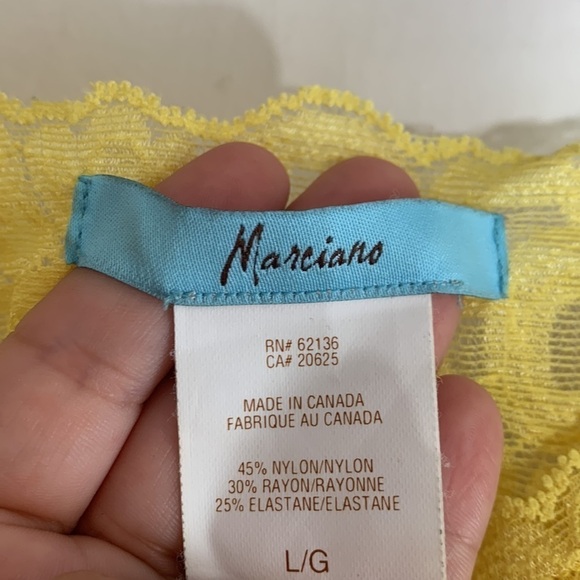 Marciano
RN# 62136
CA# 20625
MADE IN CANADA
FABRIQUE AU CANADA
45% NYLON/NYLON
30% RAYON/RAYONNE
25% ELASTANE/ELASTANE
L/G